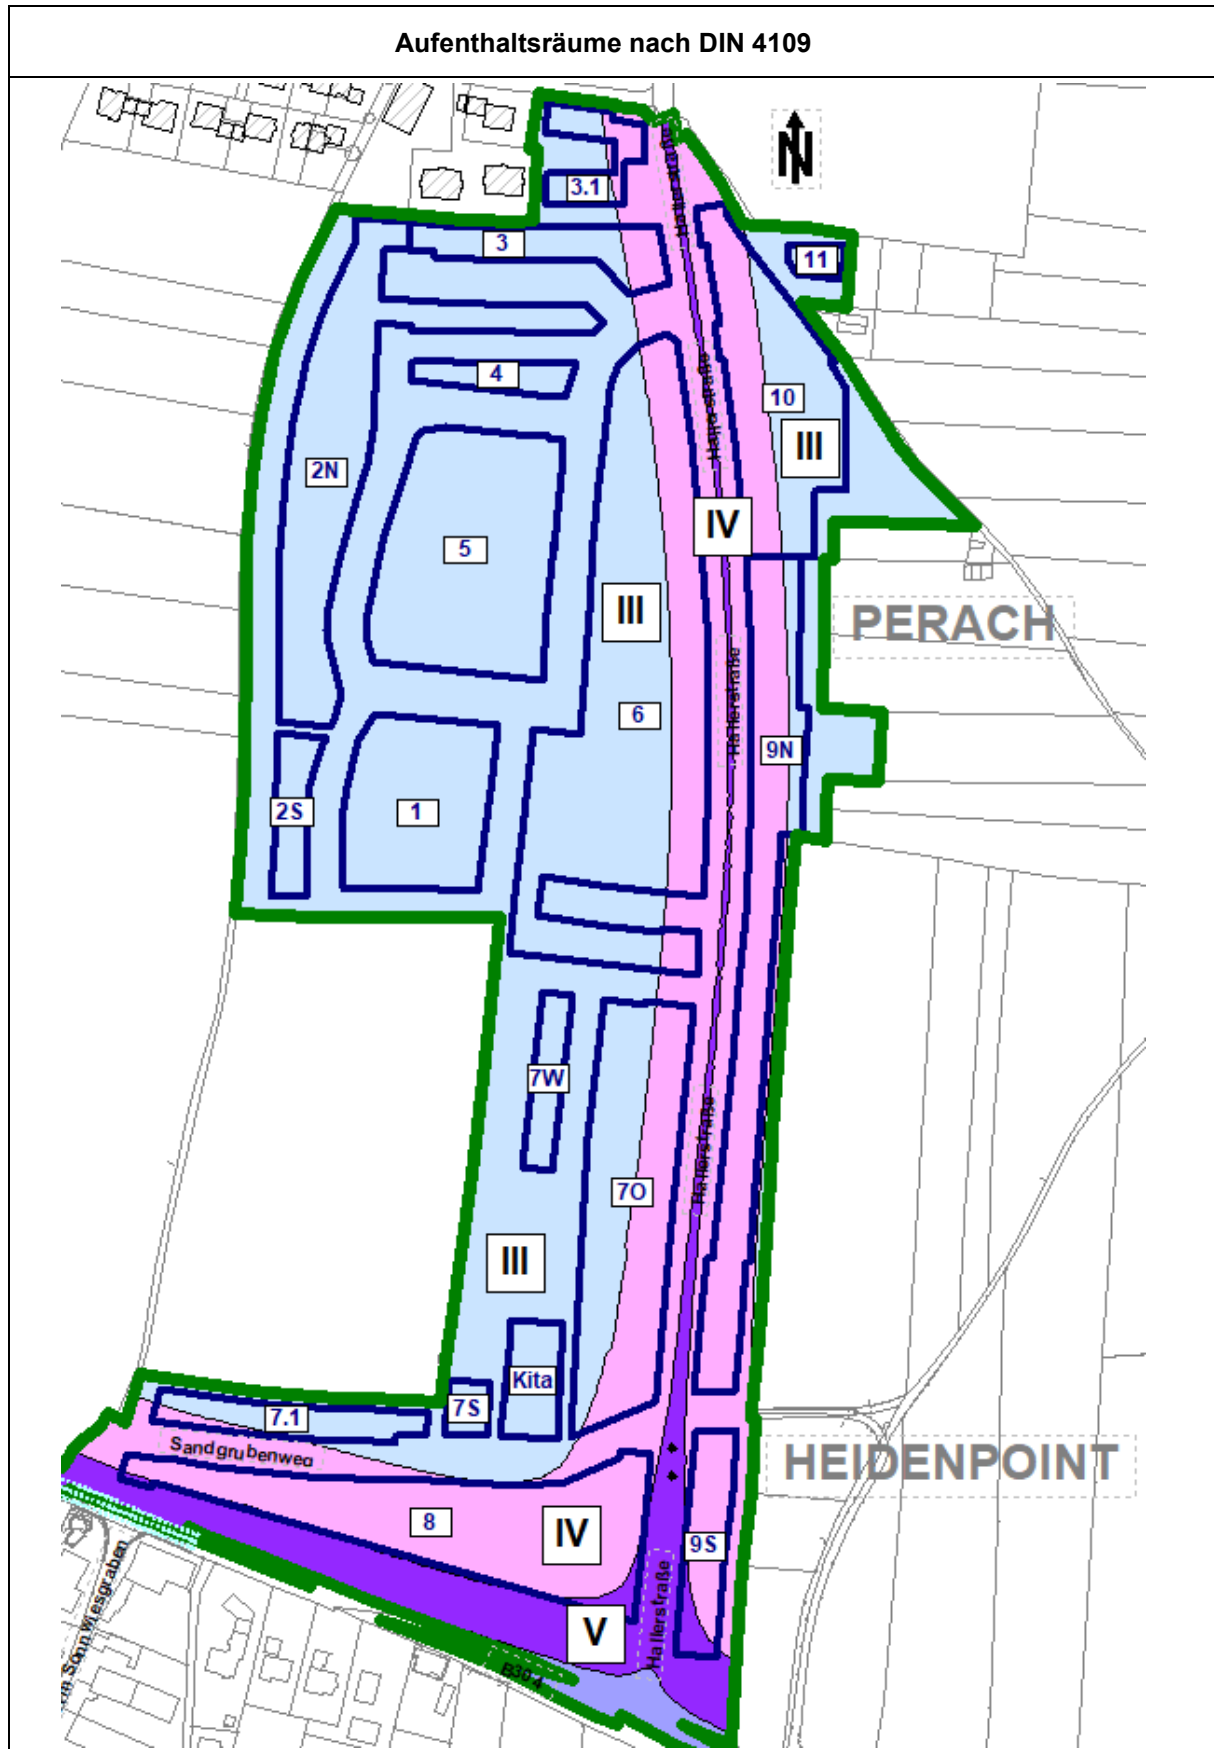 Aufenthaltsräume nach DIN 4109
N
Hallerstraße
3.1
3
11
4
Hallerstraße
10
III
2N
IV
5
III
PERACH
Hallerstraße
6
9N
2S
1
7W
Hallerstraße
7O
III
Kita
7S
7.1
Sandgrubenweg
HEIDENPOINT
8
IV
9S
Hallerstraße
V
Sonnwiesgraben
B304